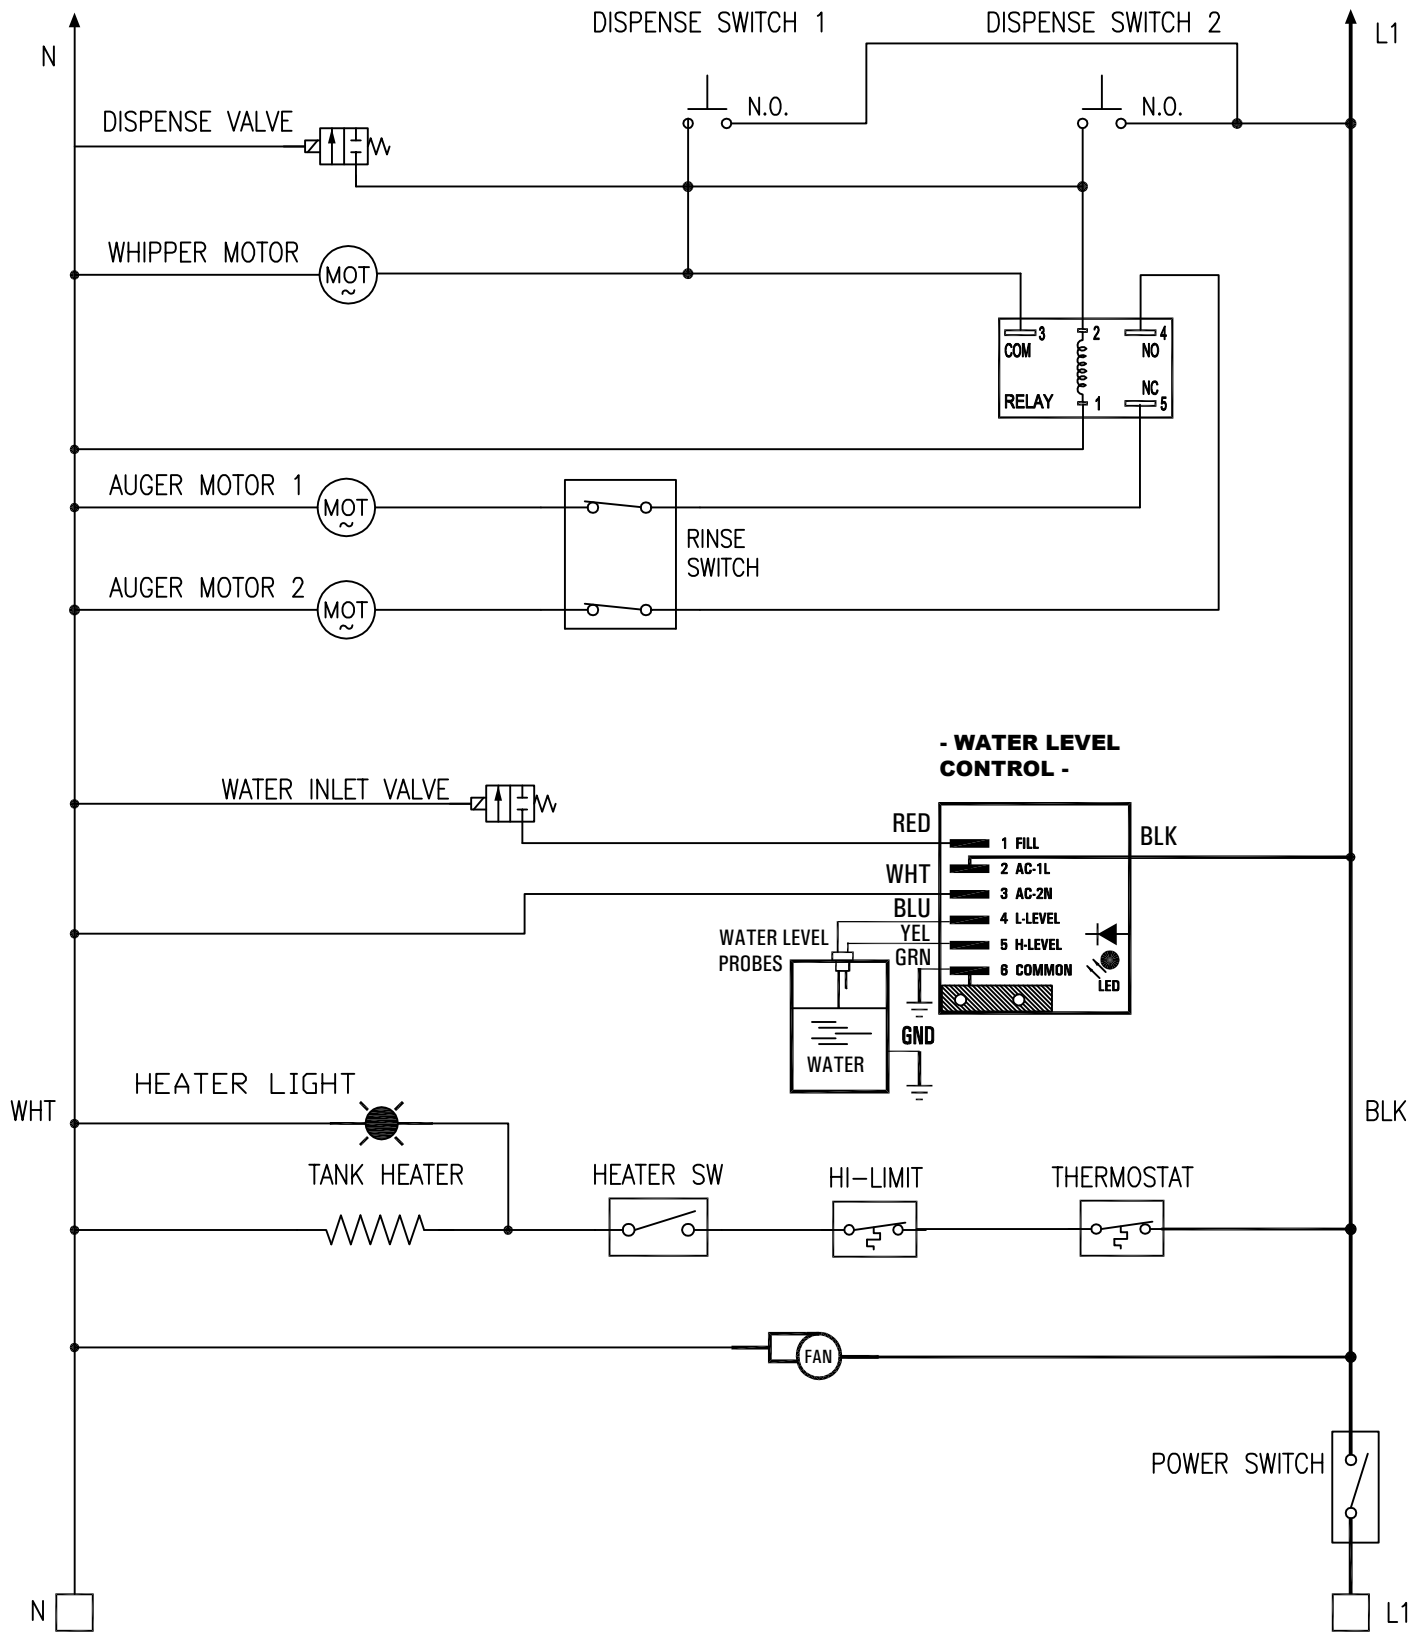 DISPENSE SWITCH 1
DISPENSE SWITCH 2
L1
N
N.O.
N.O.
DISPENSE VALVE
WHIPPER MOTOR
MOT
~
3
2
4
COM
NO
NC
RELAY
1
5
AUGER MOTOR 1
MOT
~
RINSE
SWITCH
AUGER MOTOR 2
MOT
~
- WATER LEVEL
CONTROL -
WATER INLET VALVE
RED
1 FILL
BLK
2 AC-1L
WHT
3 AC-2N
BLU
4 L-LEVEL
YEL
5 H-LEVEL
WATER LEVEL
PROBES
GRN
6 COMMON
LED
GND
WATER
HEATER LIGHT
WHT
BLK
TANK HEATER
HEATER SW
HI-LIMIT
THERMOSTAT
FAN
POWER SWITCH
N
L1